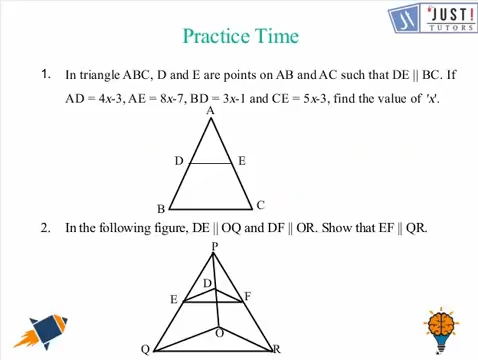 JS 'JUST!
TUTORS
Practice Time
1. In triangle ABC, D and E are points on AB and AC such that DE || BC. If
AD = 4x-3, AE = 8x-7, BD = 3x-1 and CE = 5x-3, find the value of 'x'.
A
D E
B C
2. In the following figure, DE || OQ and DF || OR. Show that EF || QR.
P
D
E F
O
Q R